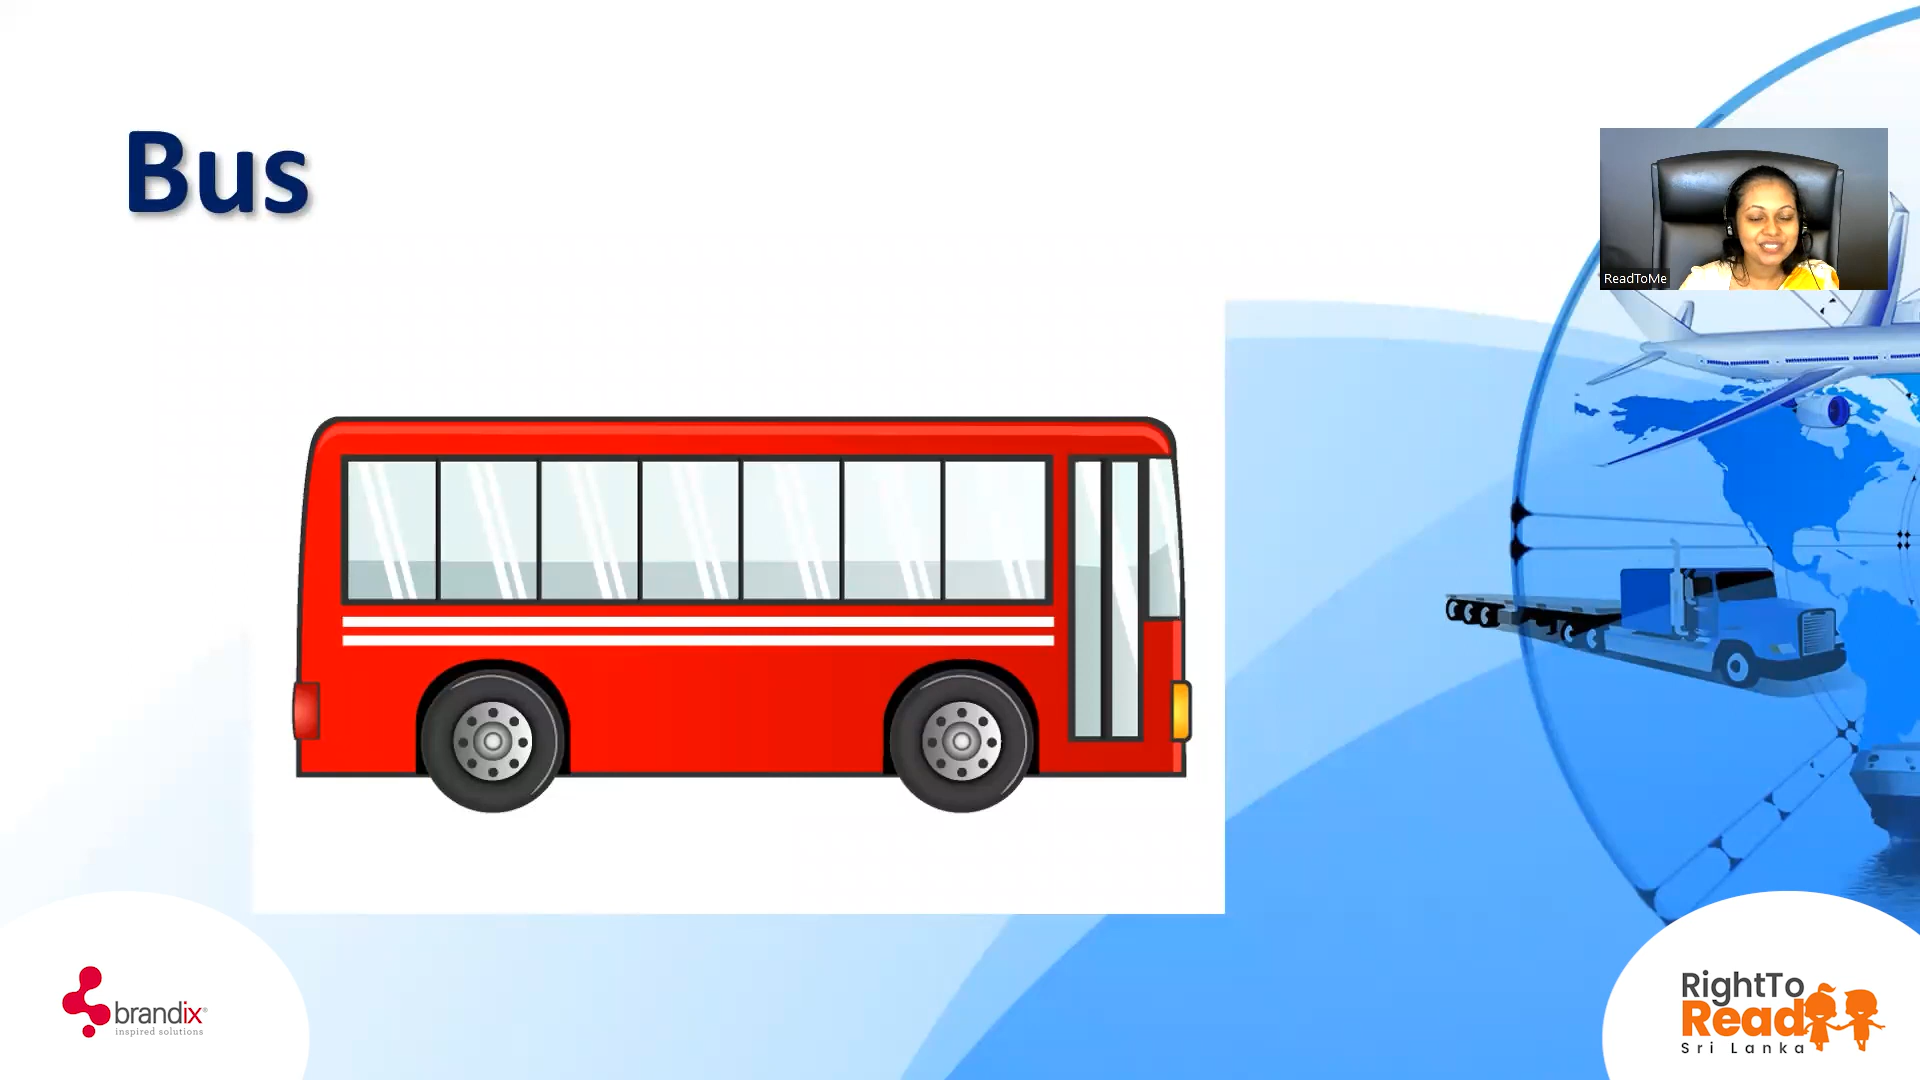 Bus
ReadToMe
brandix
inspired solutions
RightTo
Read
Sri Lanka